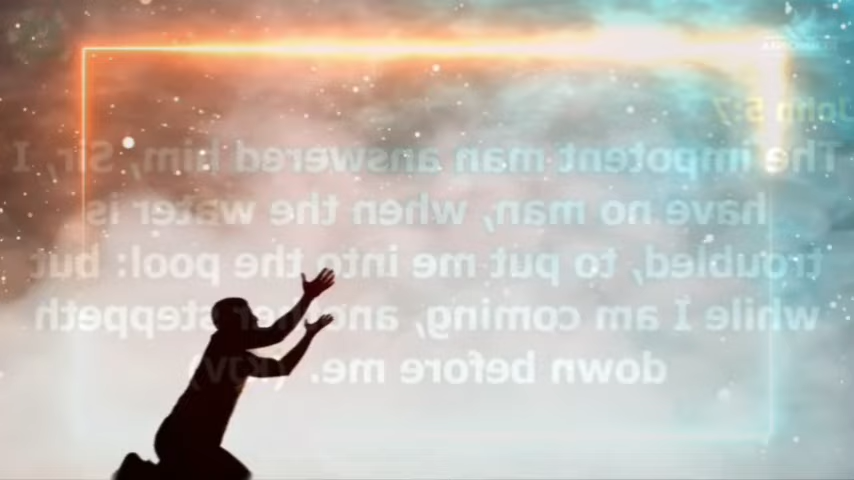 John 5:7
The impotent man answered him, Sir, I
have no man, when the water is
troubled, to put me into the pool: but
while I am coming, another steppeth
down before me. (KJV)